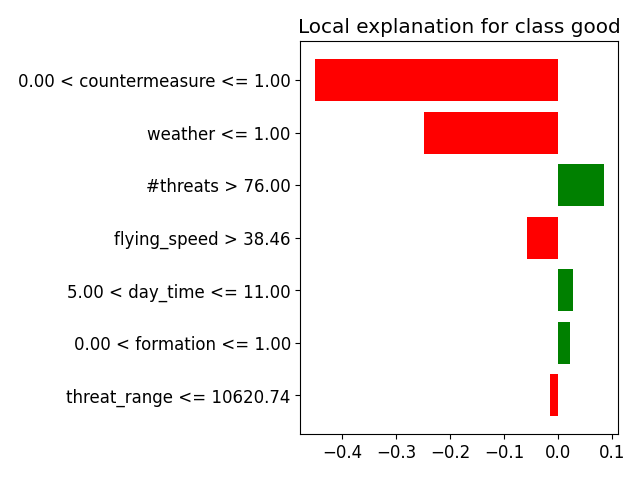 Local explanation for class good
0.00 < countermeasure <= 1.00
weather <= 1.00
#threats > 76.00
flying_speed > 38.46
5.00 < day_time <= 11.00
0.00 < formation <= 1.00
threat_range <= 10620.74
−0.4 −0.3 −0.2 −0.1 0.0 0.1